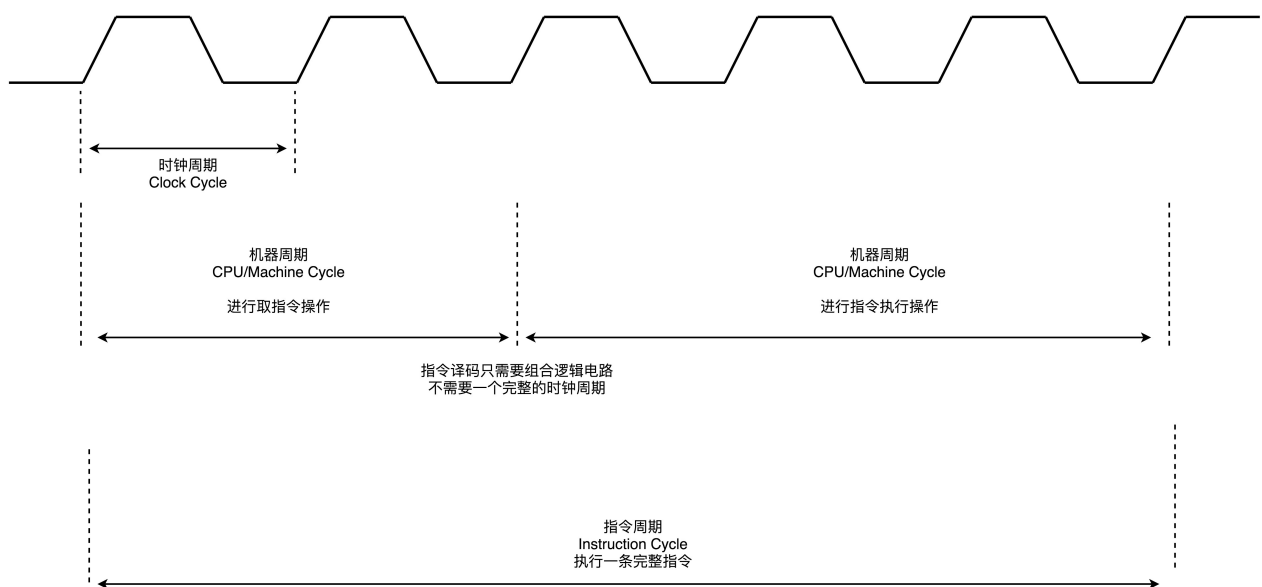 时钟周期
Clock Cycle
机器周期
CPU/Machine Cycle
进行取指令操作
机器周期
CPU/Machine Cycle
进行指令执行操作
指令译码只需要组合逻辑电路
不需要一个完整的时钟周期
指令周期
Instruction Cycle
执行一条完整指令